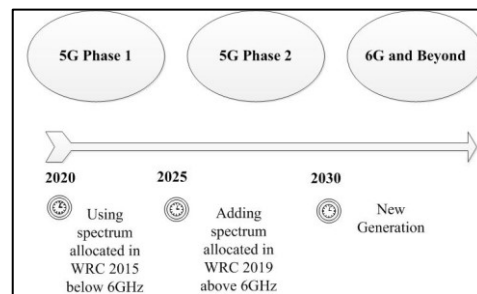 5G Phase 1
5G Phase 2
6G and Beyond
2020
2025
2030
Using
spectrum
allocated in
WRC 2015
below 6GHz
Adding
spectrum
allocated in
WRC 2019
above 6GHz
New
Generation